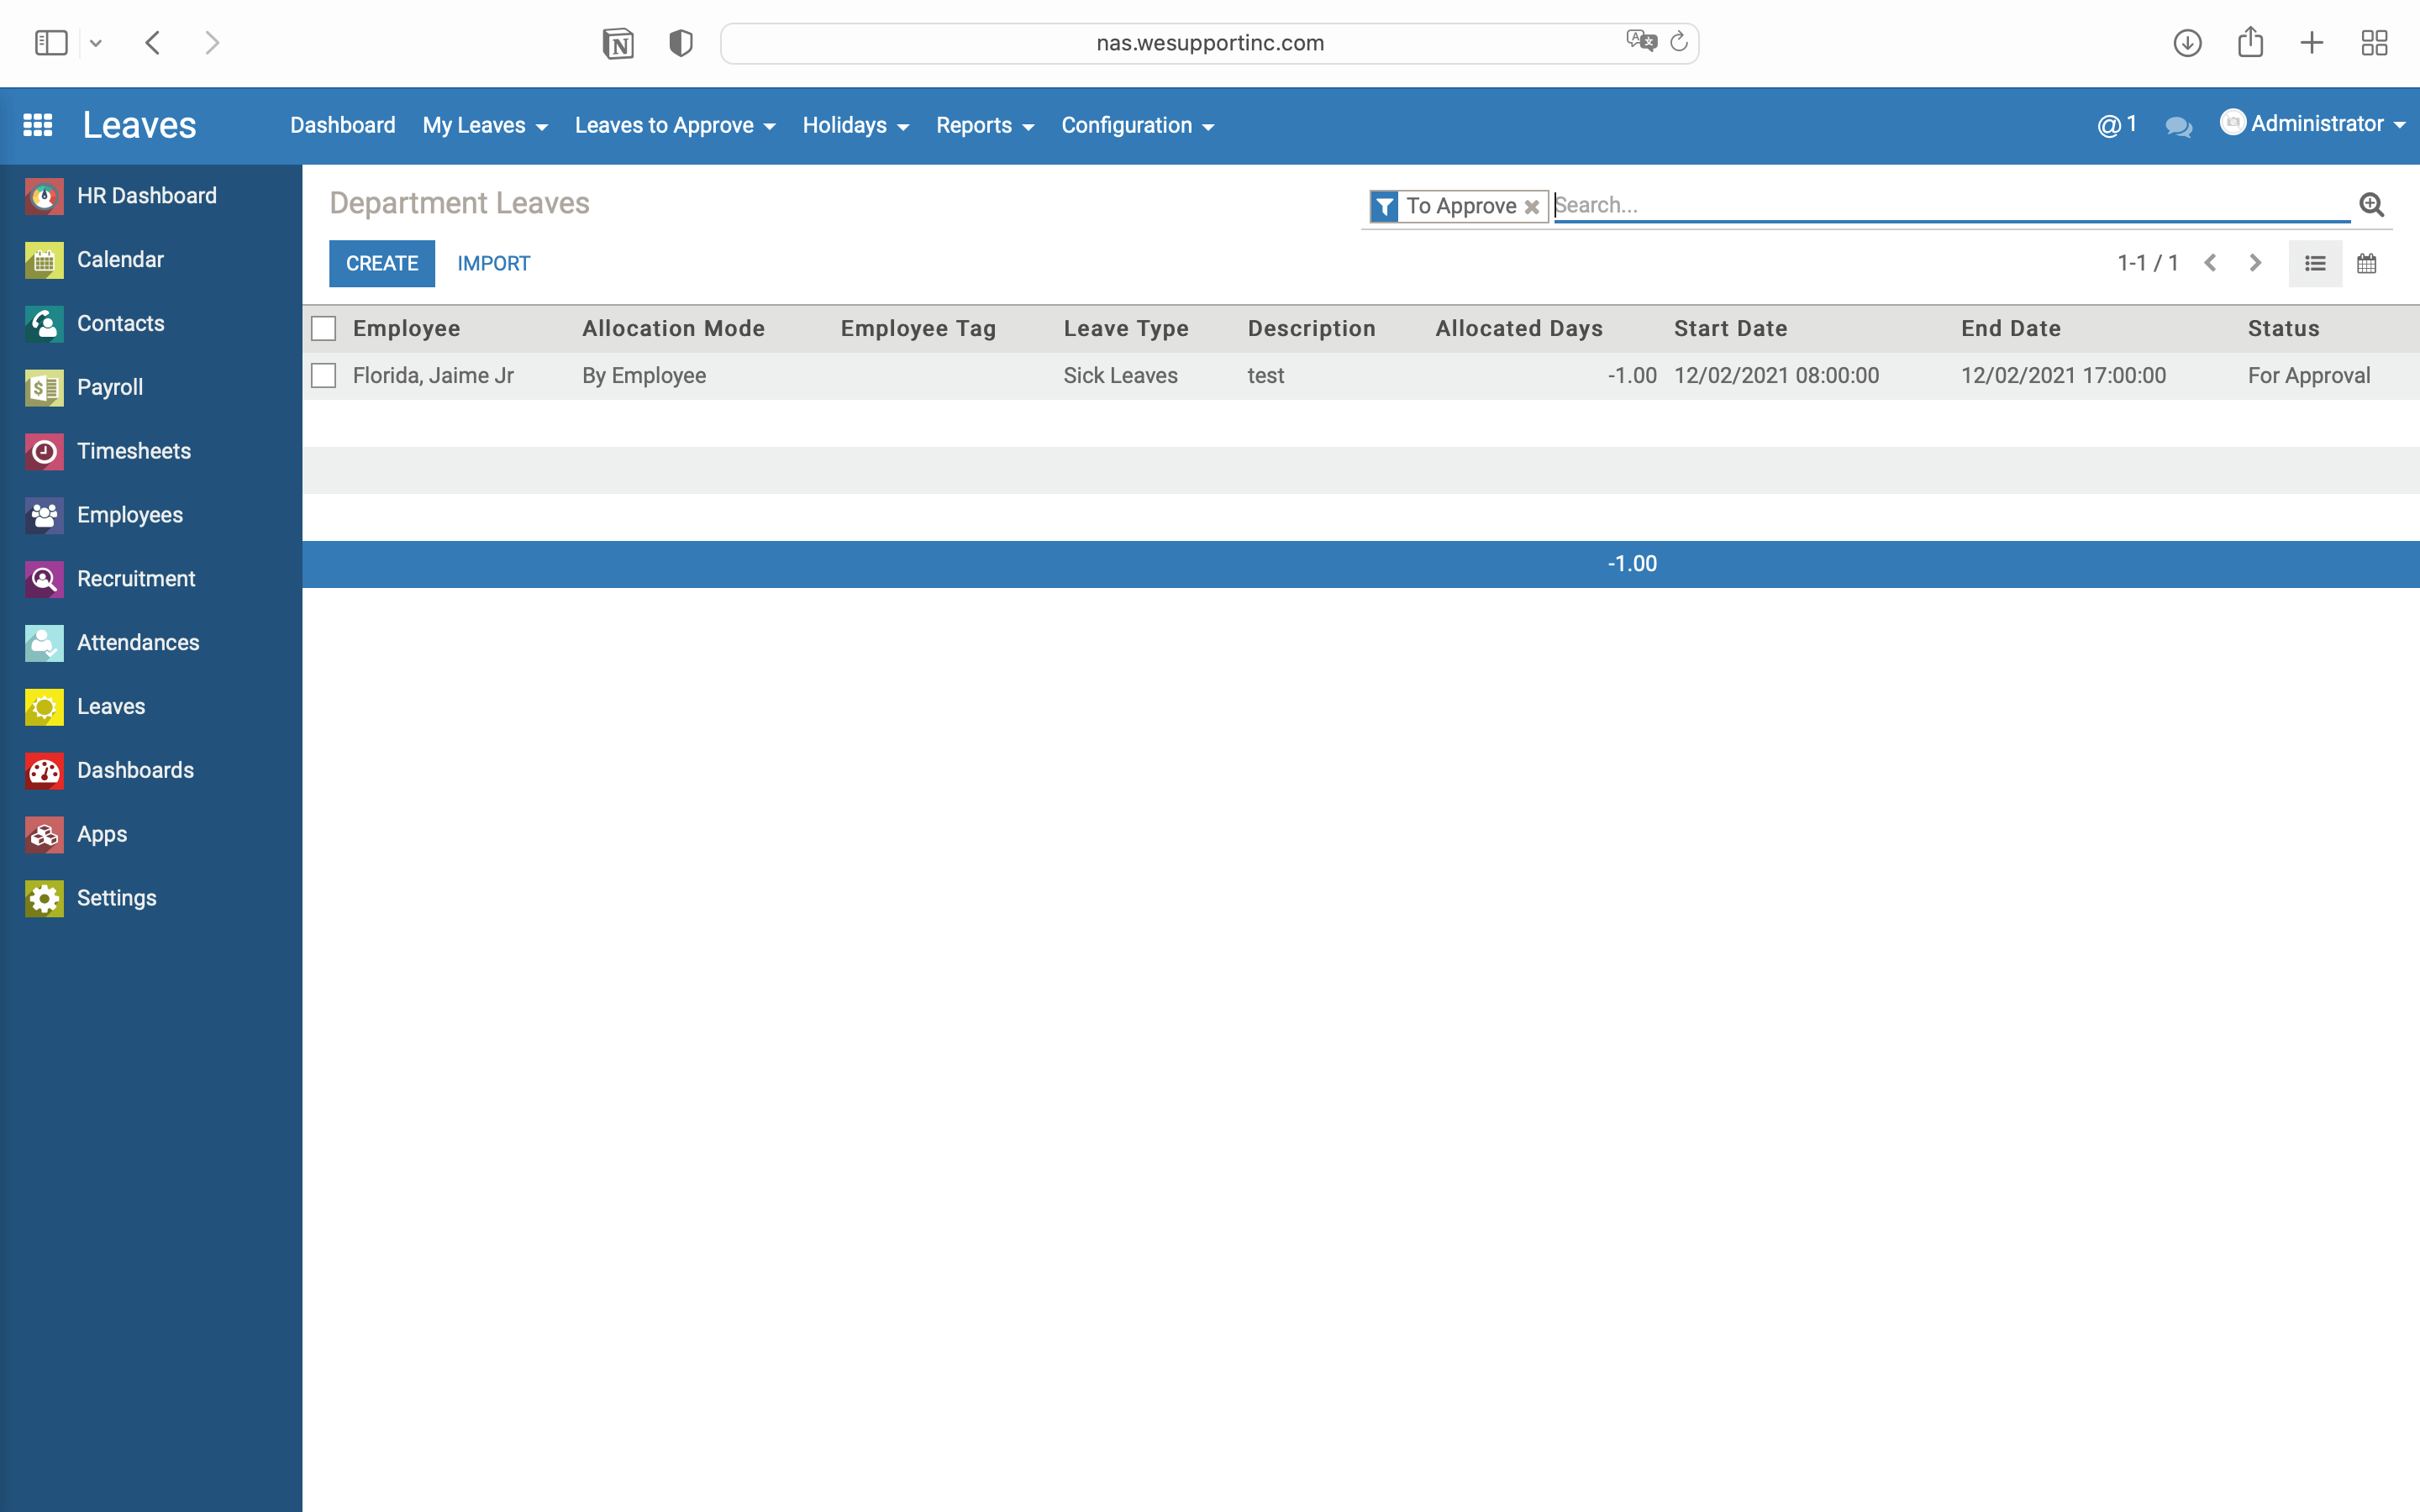 nas.wesupportinc.com
Leaves Dashboard My Leaves Leaves to Approve Holidays Reports Configuration @ 1 Administrator
HR Dashboard
Calendar
Contacts
Payroll
Timesheets
Employees
Recruitment
Attendances
Leaves
Dashboards
Apps
Settings
Department Leaves
To Approve Search...
CREATE IMPORT 1-1 / 1
Employee Allocation Mode Employee Tag Leave Type Description Allocated Days Start Date End Date Status
Florida, Jaime Jr By Employee Sick Leaves test -1.00 12/02/2021 08:00:00 12/02/2021 17:00:00 For Approval
-1.00